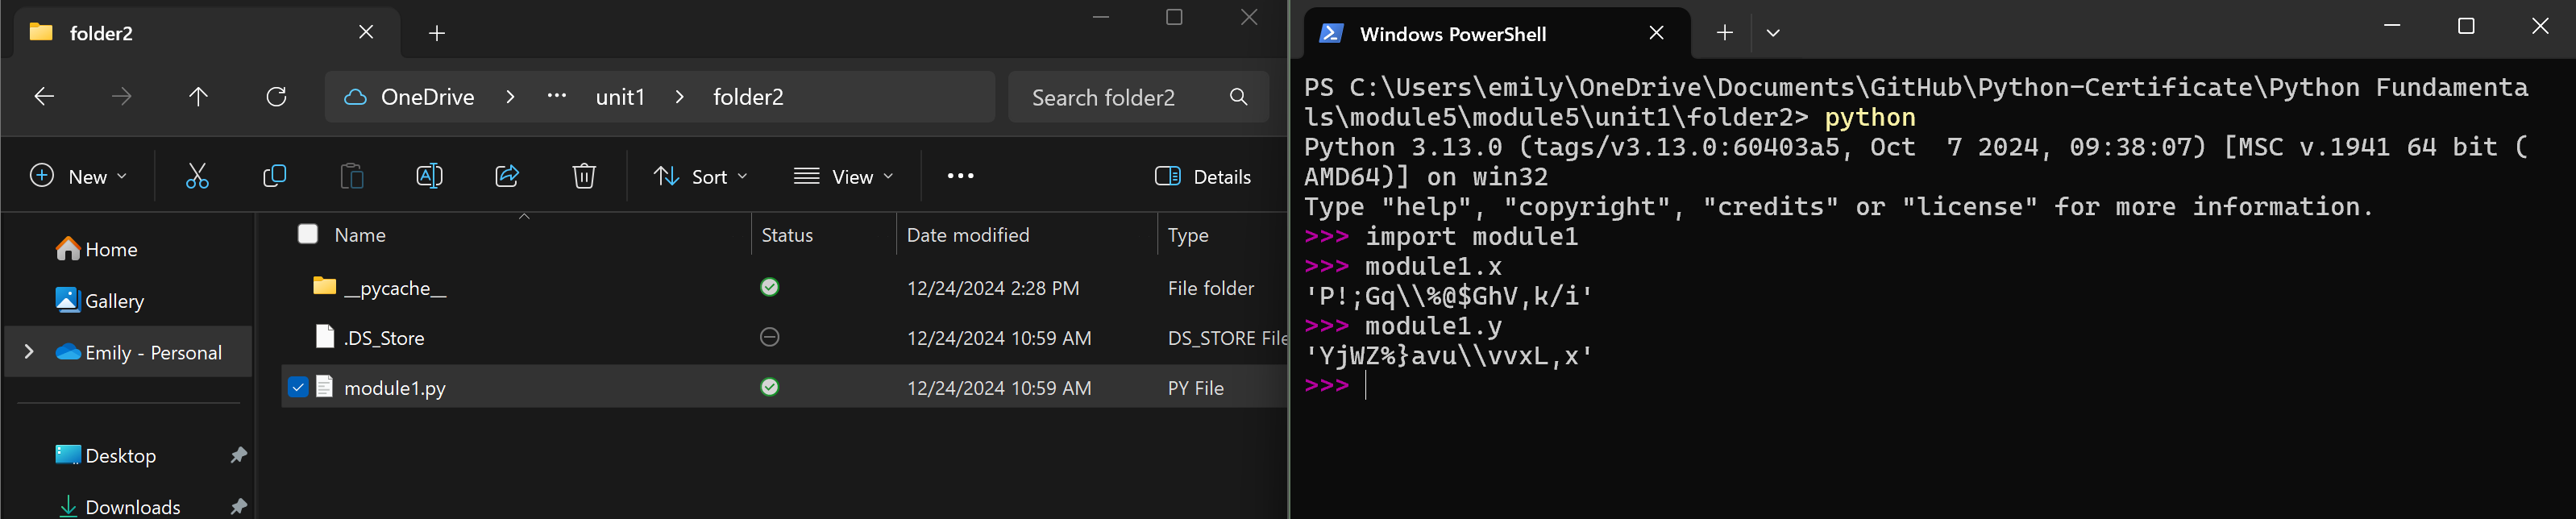 folder2
OneDrive > ... unit1 > folder2
Search folder2
New
Sort
View
Details
Name Status Date modified Type
Home
Gallery
Emily - Personal
Desktop
Downloads
__pycache__ 12/24/2024 2:28 PM File folder
.DS_Store 12/24/2024 10:59 AM DS_STORE File
module1.py 12/24/2024 10:59 AM PY File
Windows PowerShell
PS C:\Users\emily\OneDrive\Documents\GitHub\Python-Certificate\Python Fundamenta
ls\module5\module5\unit1\folder2> python
Python 3.13.0 (tags/v3.13.0:60403a5, Oct  7 2024, 09:38:07) [MSC v.1941 64 bit (
AMD64)] on win32
Type "help", "copyright", "credits" or "license" for more information.
>>> import module1
>>> module1.x
'P!;Gq\\%@$GhV,k/i'
>>> module1.y
'YjWZ%}avu\\vvxL,x'
>>>